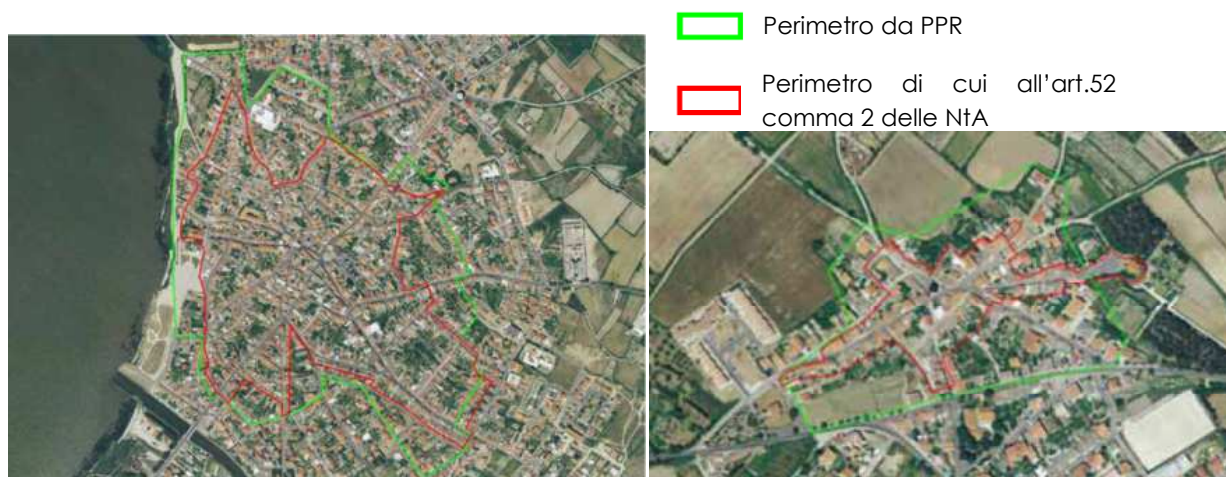 Perimetro da PPR
Perimetro di cui all’art.52
comma 2 delle NtA